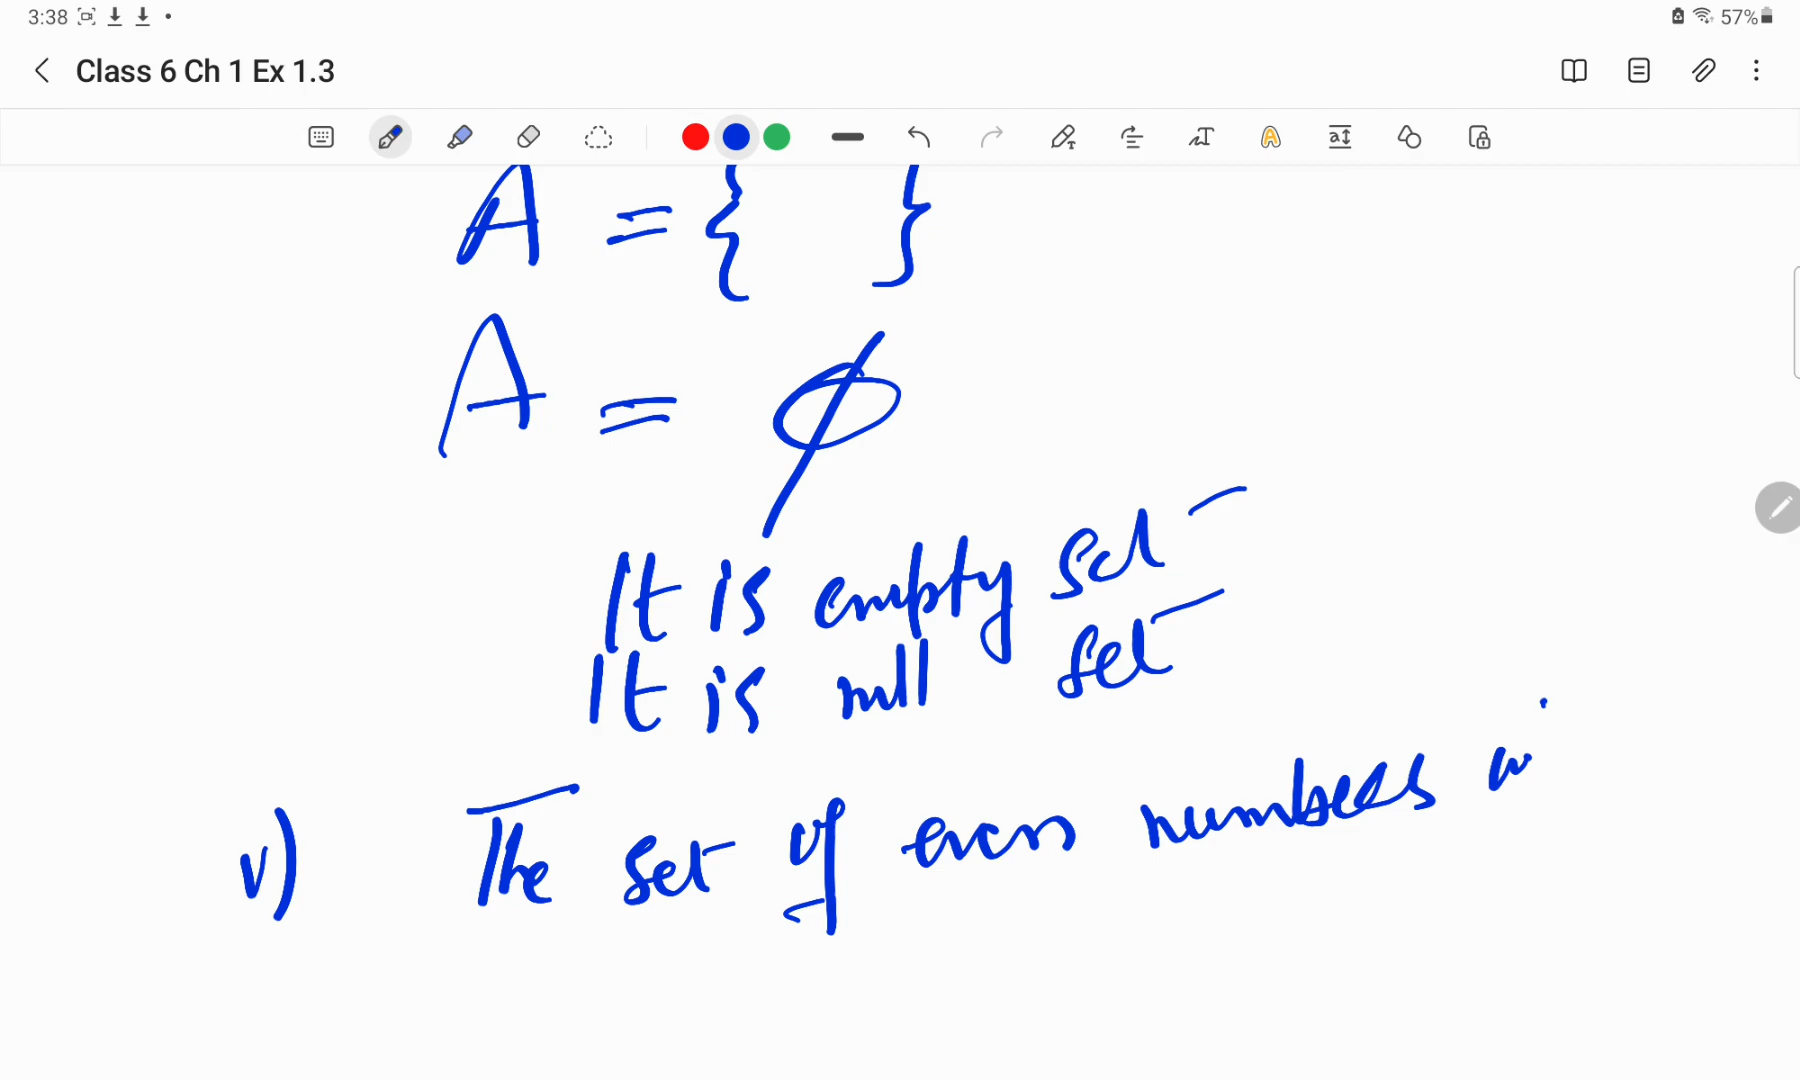 3:38
57%
Class 6 Ch 1 Ex 1.3
A = { }
A = φ
It is empty set
It is null set
v) The set of even numbers